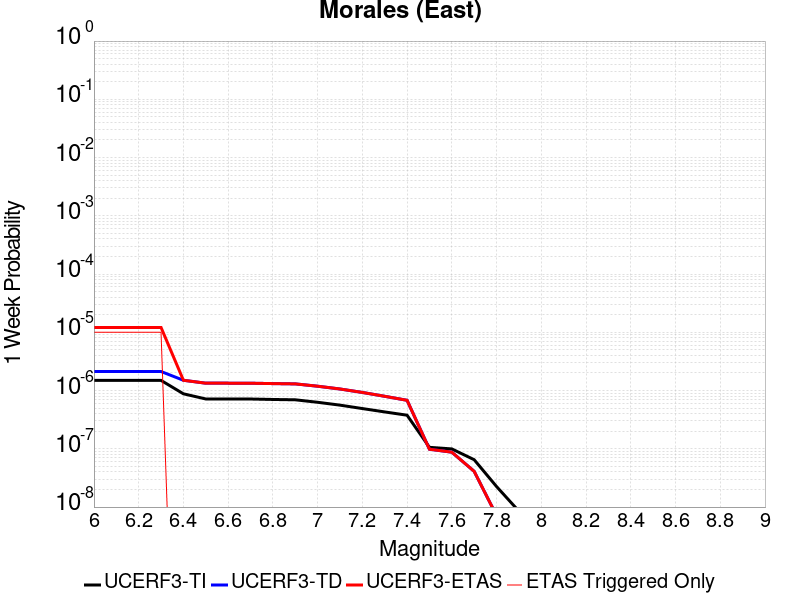 Morales (East)
10^0
10^-1
10^-2
10^-3
10^-4
10^-5
10^-6
10^-7
10^-8
1 Week Probability
6 6.2 6.4 6.6 6.8 7 7.2 7.4 7.6 7.8 8 8.2 8.4 8.6 8.8 9
Magnitude
UCERF3-TI UCERF3-TD UCERF3-ETAS ETAS Triggered Only